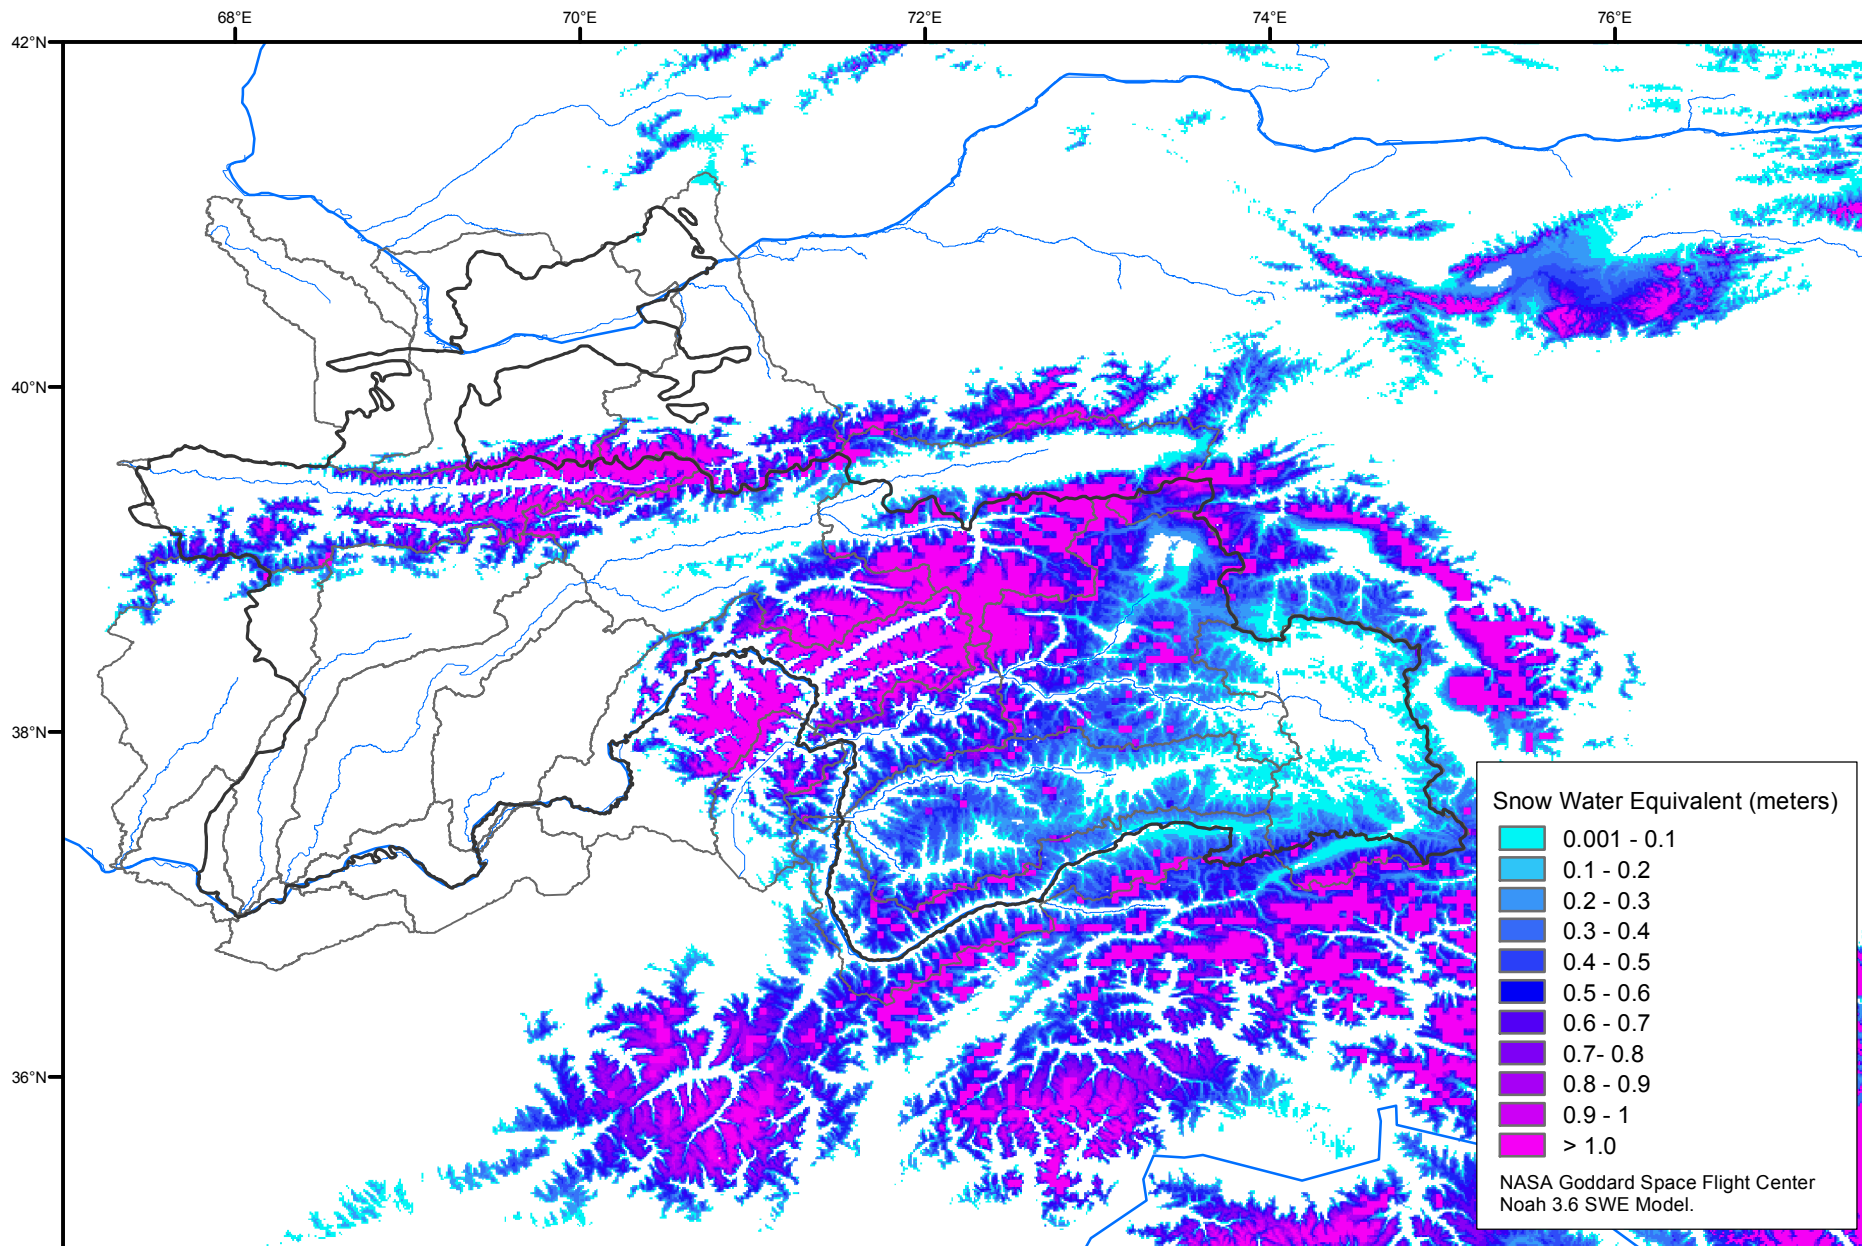 68°E 70°E 72°E 74°E 76°E
42°N
40°N
38°N
36°N
Snow Water Equivalent (meters)
0.001 - 0.1
0.1 - 0.2
0.2 - 0.3
0.3 - 0.4
0.4 - 0.5
0.5 - 0.6
0.6 - 0.7
0.7- 0.8
0.8 - 0.9
0.9 - 1
> 1.0
NASA Goddard Space Flight Center
Noah 3.6 SWE Model.